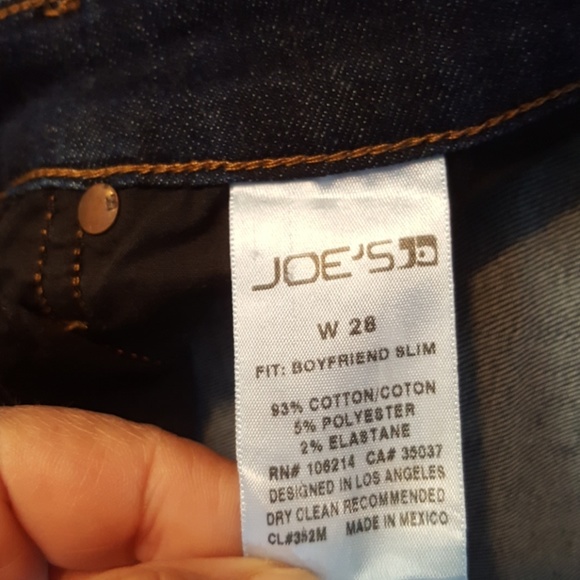 JOE'S
W 28
FIT: BOYFRIEND SLIM
93% COTTON/COTON
5% POLYESTER
2% ELASTANE
RN# 106214 CA# 35037
DESIGNED IN LOS ANGELES
DRY CLEAN RECOMMENDED
CL#352M MADE IN MEXICO